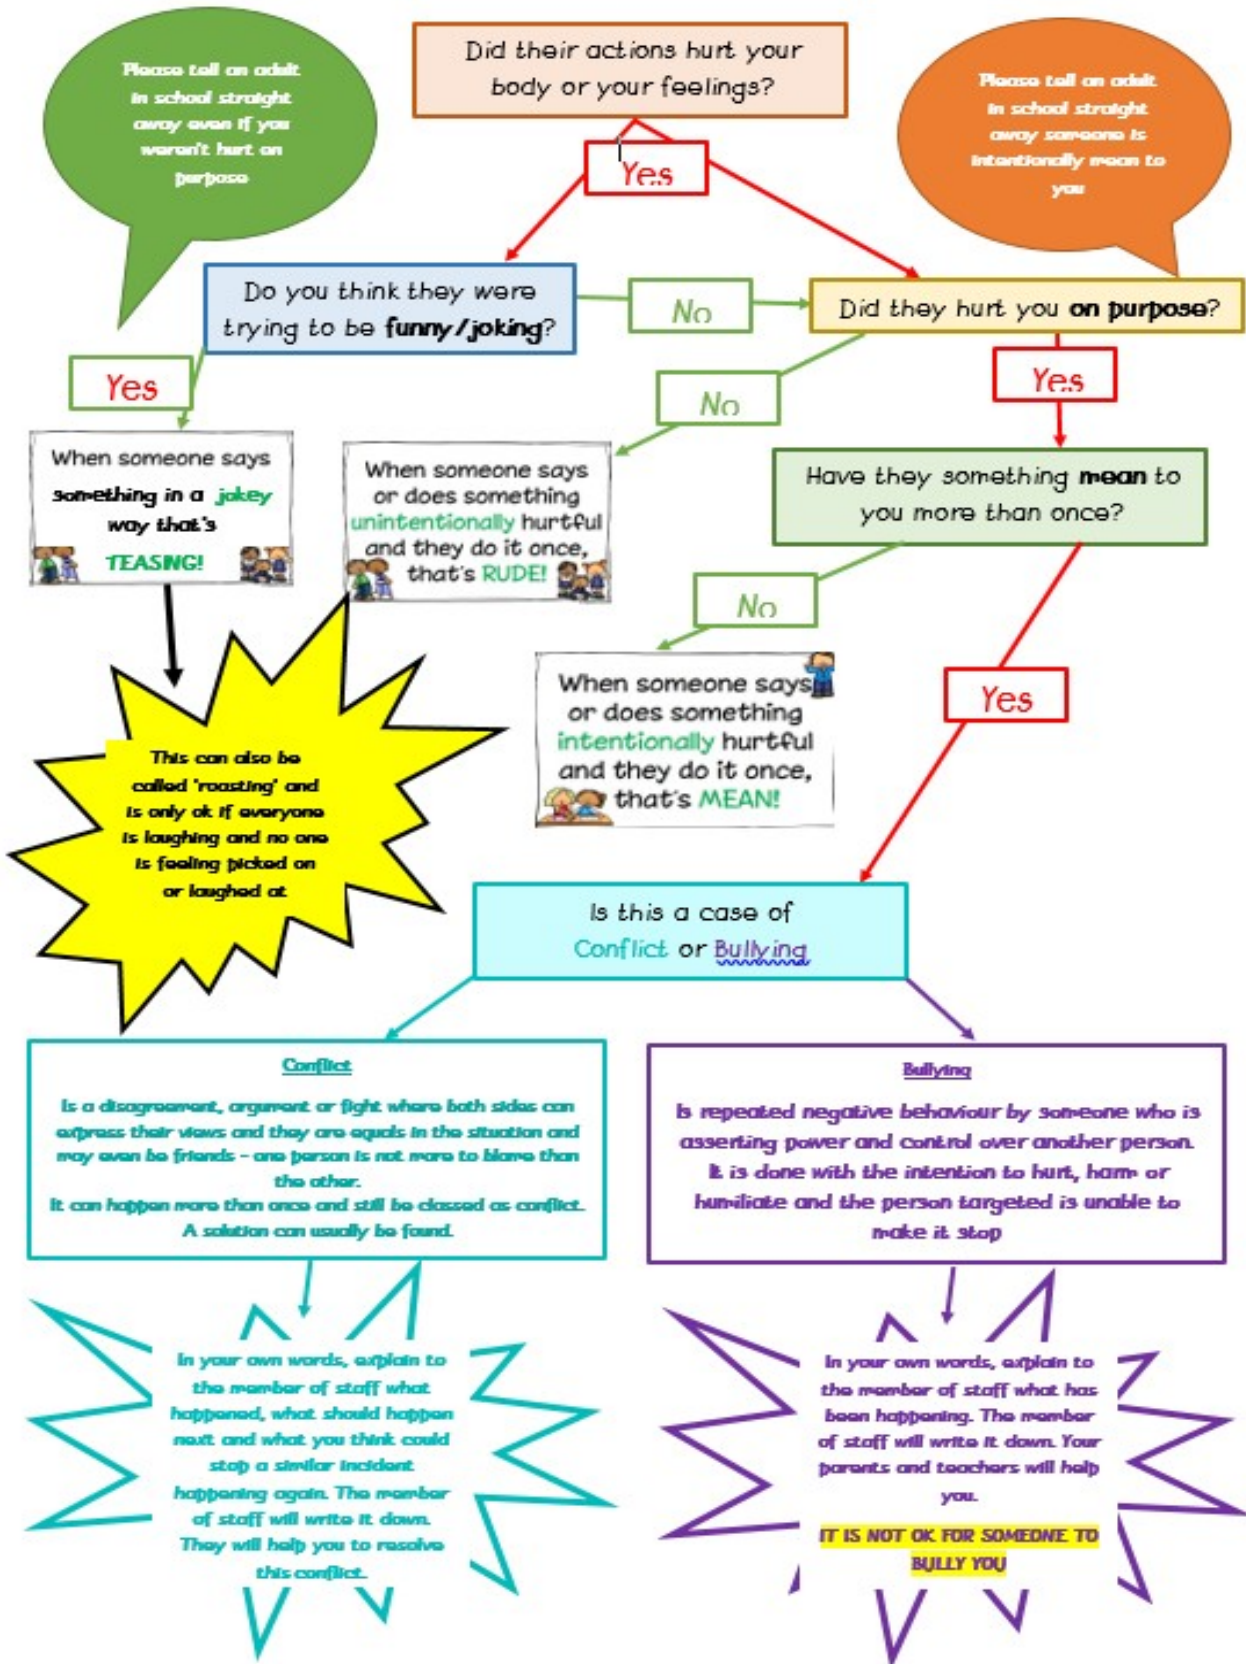 Please tell an adult
in school straight
away even if you
weren't hurt on
purpose
Did their actions hurt your
body or your feelings?
Please tell an adult
in school straight
away someone is
intentionally mean to
you
Yes
Do you think they were
trying to be funny/joking?
No
Did they hurt you on purpose?
Yes
No
Yes
When someone says
something in a jokey
way that's
TEASING!
When someone says
or does something
unintentionally hurtful
and they do it once,
that's RUDE!
Have they something mean to
you more than once?
No
Yes
When someone says
or does something
intentionally hurtful
and they do it once,
that's MEAN!
This can also be
called 'roasting' and
is only ok if everyone
is laughing and no one
is feeling picked on
or laughed at
Is this a case of
Conflict or Bullying
Conflict
Is a disagreement, argument or fight where both sides can
express their views and they are equals in the situation and
may even be friends - one person is not more to blame than
the other.
It can happen more than once and still be classed as conflict.
A solution can usually be found.
Bullying
Is repeated negative behaviour by someone who is
asserting power and control over another person.
It is done with the intention to hurt, harm or
humiliate and the person targeted is unable to
make it stop
In your own words, explain to
the member of staff what
happened, what should happen
next and what you think could
stop a similar incident
happening again. The member
of staff will write it down.
They will help you to resolve
this conflict.
In your own words, explain to
the member of staff what has
been happening. The member
of staff will write it down. Your
parents and teachers will help
you.
IT IS NOT OK FOR SOMEONE TO
BULLY YOU